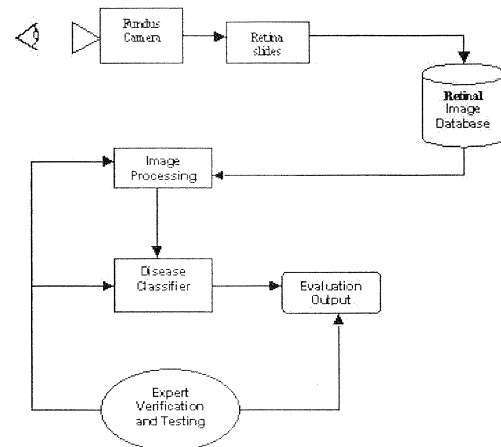 Fundus
Camera
Retina
slides
Retinal
Image
Database
Image
Processing
Disease
Classifier
Evaluation
Output
Expert
Verification
and Testing